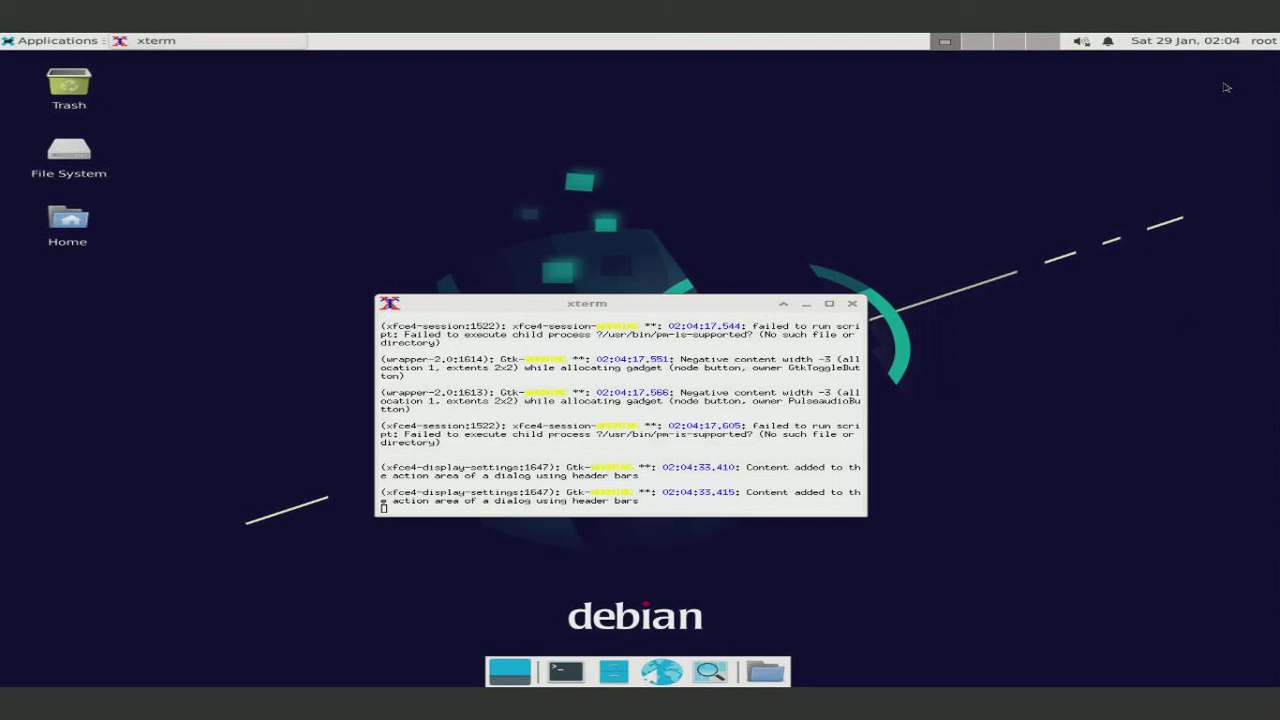 Applications xterm Sat 29 Jan, 02:04 root
Trash
File System
Home
xterm
(xfce4-session:1522): xfce4-session-WARNING **: 02:04:17.544: failed to run scri
pt: Failed to execute child process ?/usr/bin/pm-is-supported? (No such file or
directory)
(wrapper-2.0:1614): Gtk-WARNING **: 02:04:17.551: Negative content width -3 (all
ocation 1, extents 2x2) while allocating gadget (node button, owner GtkToggleBut
ton)
(wrapper-2.0:1613): Gtk-WARNING **: 02:04:17.566: Negative content width -3 (all
ocation 1, extents 2x2) while allocating gadget (node button, owner PulseaudioBu
tton)
(xfce4-session:1522): xfce4-session-WARNING **: 02:04:17.605: failed to run scri
pt: Failed to execute child process ?/usr/bin/pm-is-supported? (No such file or
directory)
(xfce4-display-settings:1647): Gtk-WARNING **: 02:04:33.410: Content added to th
e action area of a dialog using header bars
(xfce4-display-settings:1647): Gtk-WARNING **: 02:04:33.415: Content added to th
e action area of a dialog using header bars
debian